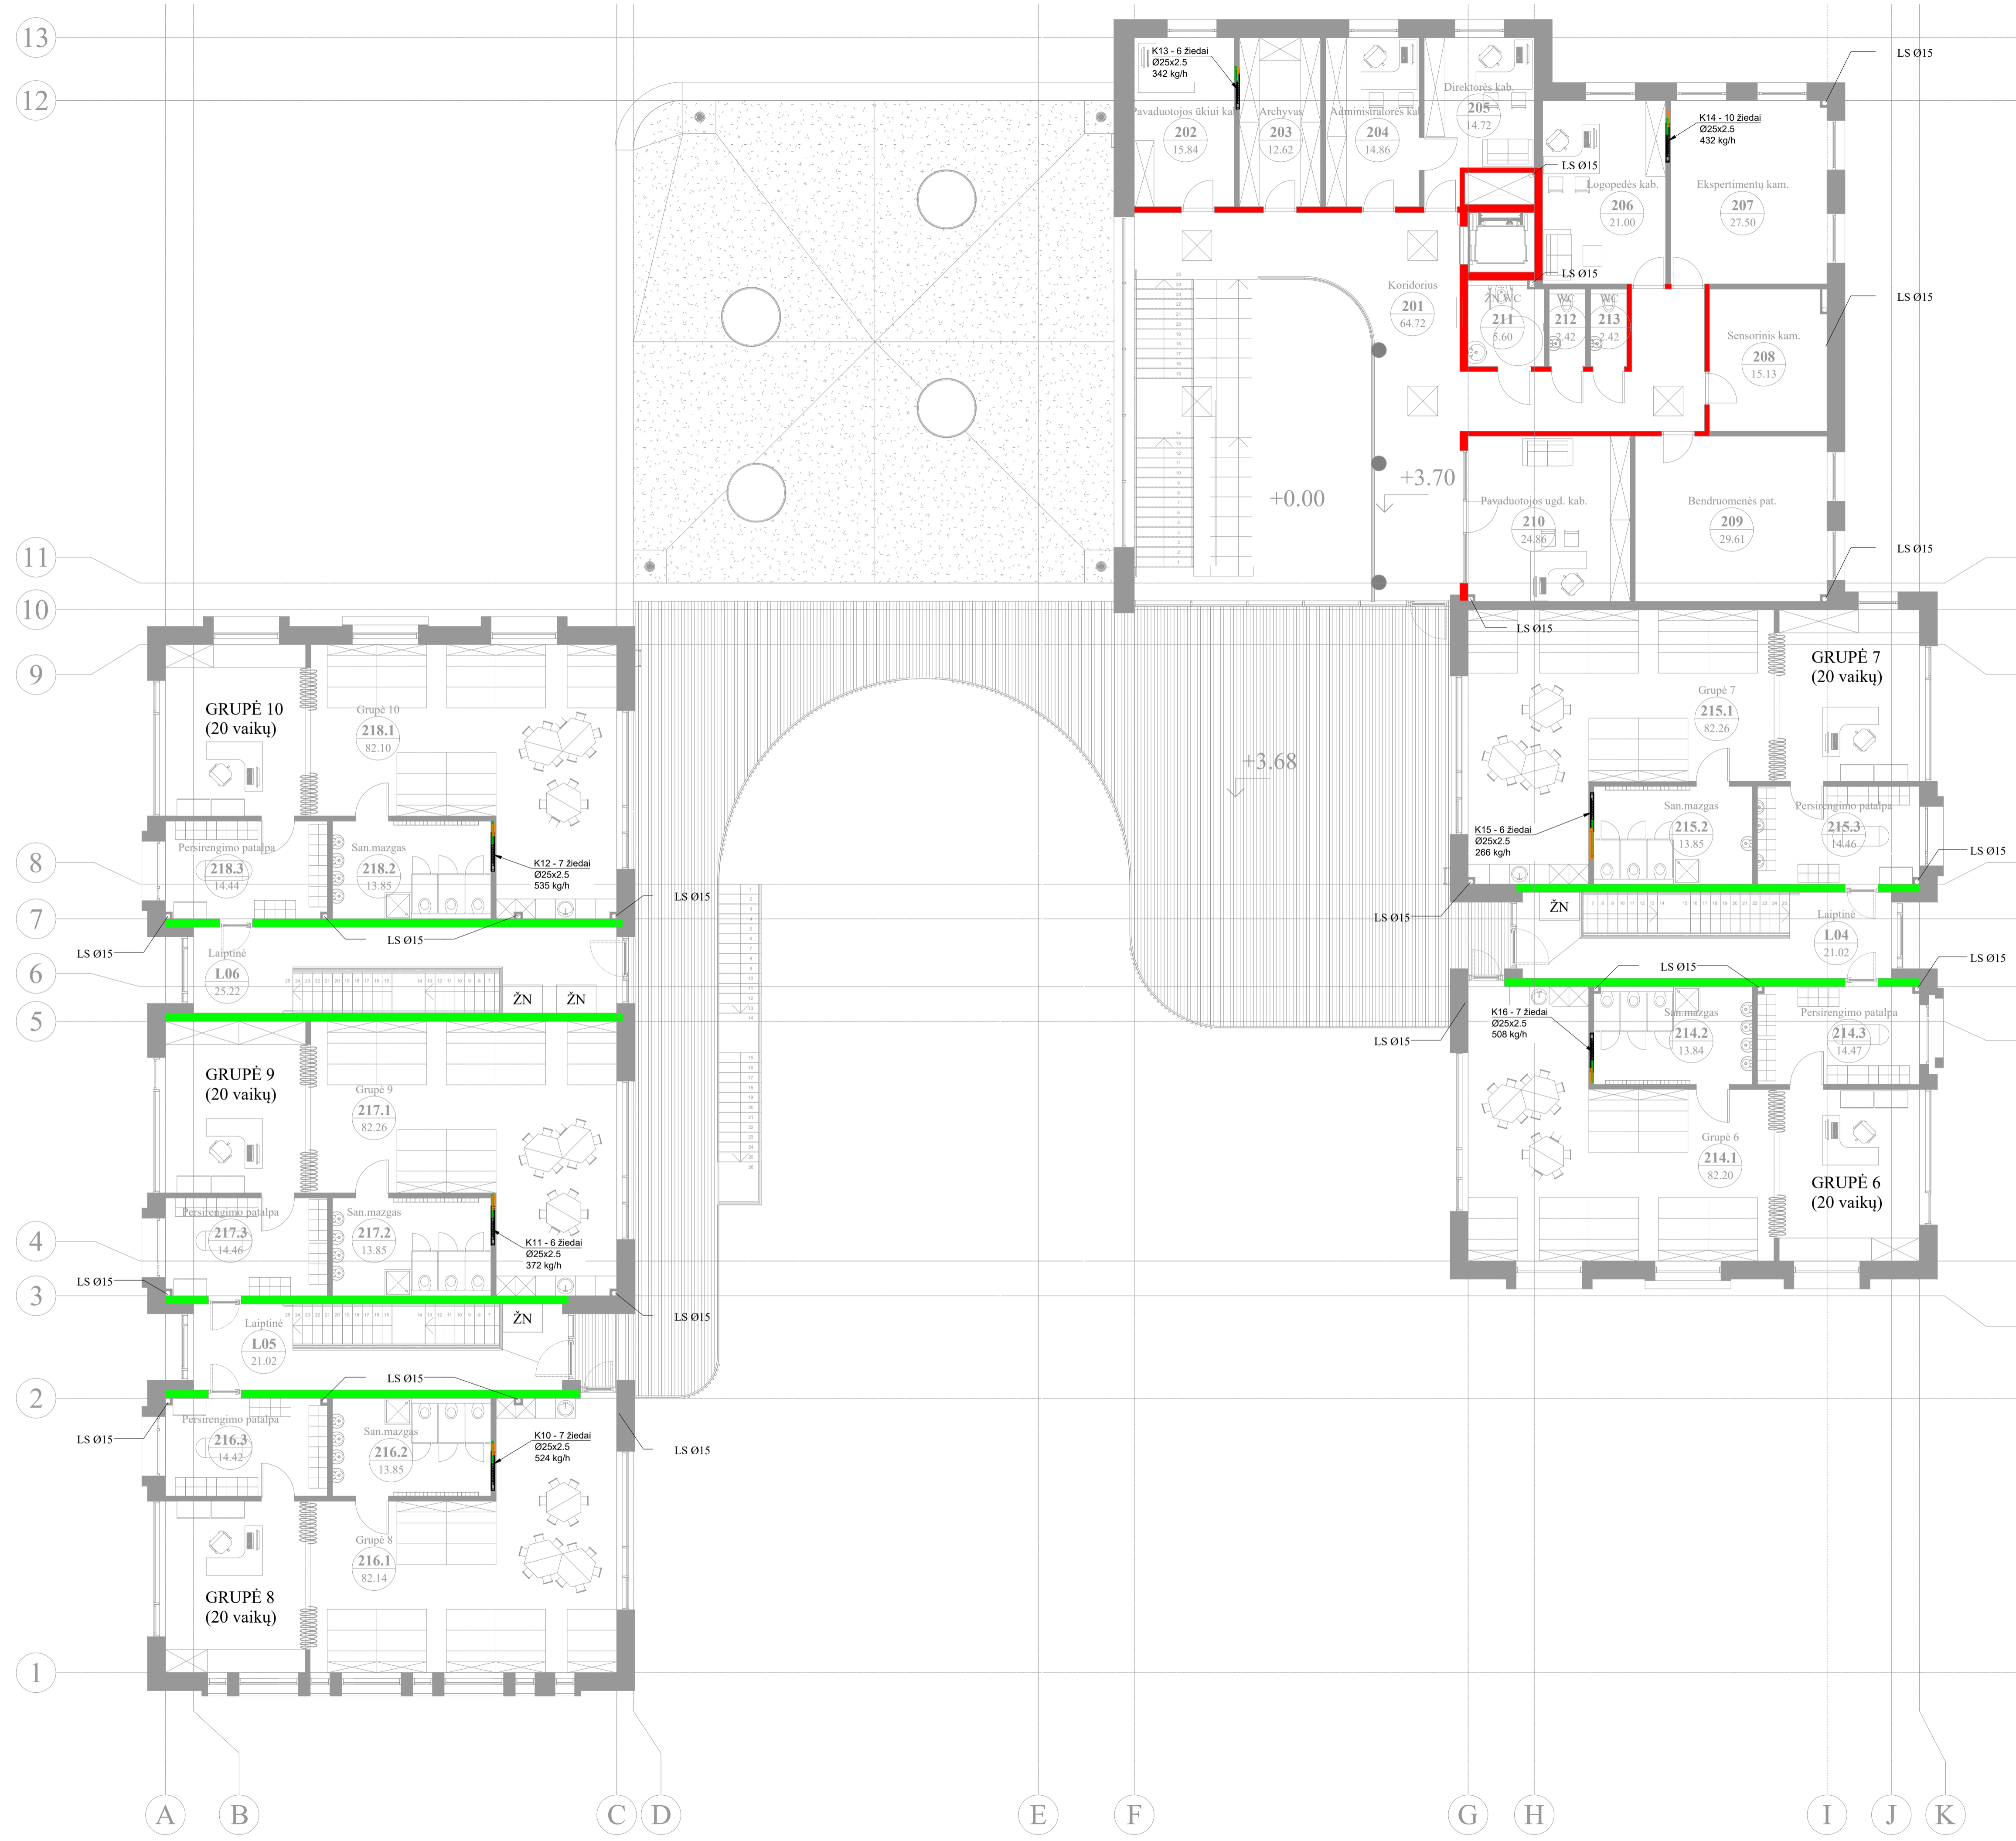 13
12
11
10
9
8
7
6
5
4
3
2
1
A
B
C
D
E
F
G
H
I
J
K
K13 - 6 žiedai
Ø25x2.5
342 kg/h
Pavaduotojos ūkiui ka
202
15.84
Archyvas
203
12.62
Administratorės ka
204
14.86
Direktorės kab.
205
14.72
LS Ø15
K14 - 10 žiedai
Ø25x2.5
432 kg/h
LS Ø15
Logopedės kab.
206
21.00
Ekspertimentų kam.
207
27.50
LS Ø15
Koridorius
201
64.72
ŽN WC
211
5.60
WC
212
2.42
WC
213
2.42
LS Ø15
Sensorinis kam.
208
15.13
+3.70
+0.00
Pavaduotojos ugd. kab.
210
24.86
Bendruomenės pat.
209
29.61
LS Ø15
LS Ø15
GRUPĖ 10
(20 vaikų)
Grupė 10
218.1
82.10
Persirengimo patalpa
218.3
14.44
San.mazgas
218.2
13.85
K12 - 7 žiedai
Ø25x2.5
535 kg/h
LS Ø15
LS Ø15
LS Ø15
Laiptinė
L06
25.22
ŽN
ŽN
GRUPĖ 9
(20 vaikų)
Grupė 9
217.1
82.26
Persirengimo patalpa
217.3
14.46
San.mazgas
217.2
13.85
K11 - 6 žiedai
Ø25x2.5
372 kg/h
LS Ø15
LS Ø15
Laiptinė
L05
21.02
ŽN
LS Ø15
LS Ø15
LS Ø15
Persirengimo patalpa
216.3
14.42
San.mazgas
216.2
13.85
K10 - 7 žiedai
Ø25x2.5
524 kg/h
Grupė 8
216.1
82.14
GRUPĖ 8
(20 vaikų)
+3.68
GRUPĖ 7
(20 vaikų)
Grupė 7
215.1
82.26
K15 - 6 žiedai
Ø25x2.5
266 kg/h
San.mazgas
215.2
13.85
Persirengimo patalpa
215.3
14.46
LS Ø15
LS Ø15
ŽN
Laiptinė
L04
21.02
LS Ø15
LS Ø15
LS Ø15
K16 - 7 žiedai
Ø25x2.5
508 kg/h
San.mazgas
214.2
13.84
Persirengimo patalpa
214.3
14.47
Grupė 6
214.1
82.20
GRUPĖ 6
(20 vaikų)